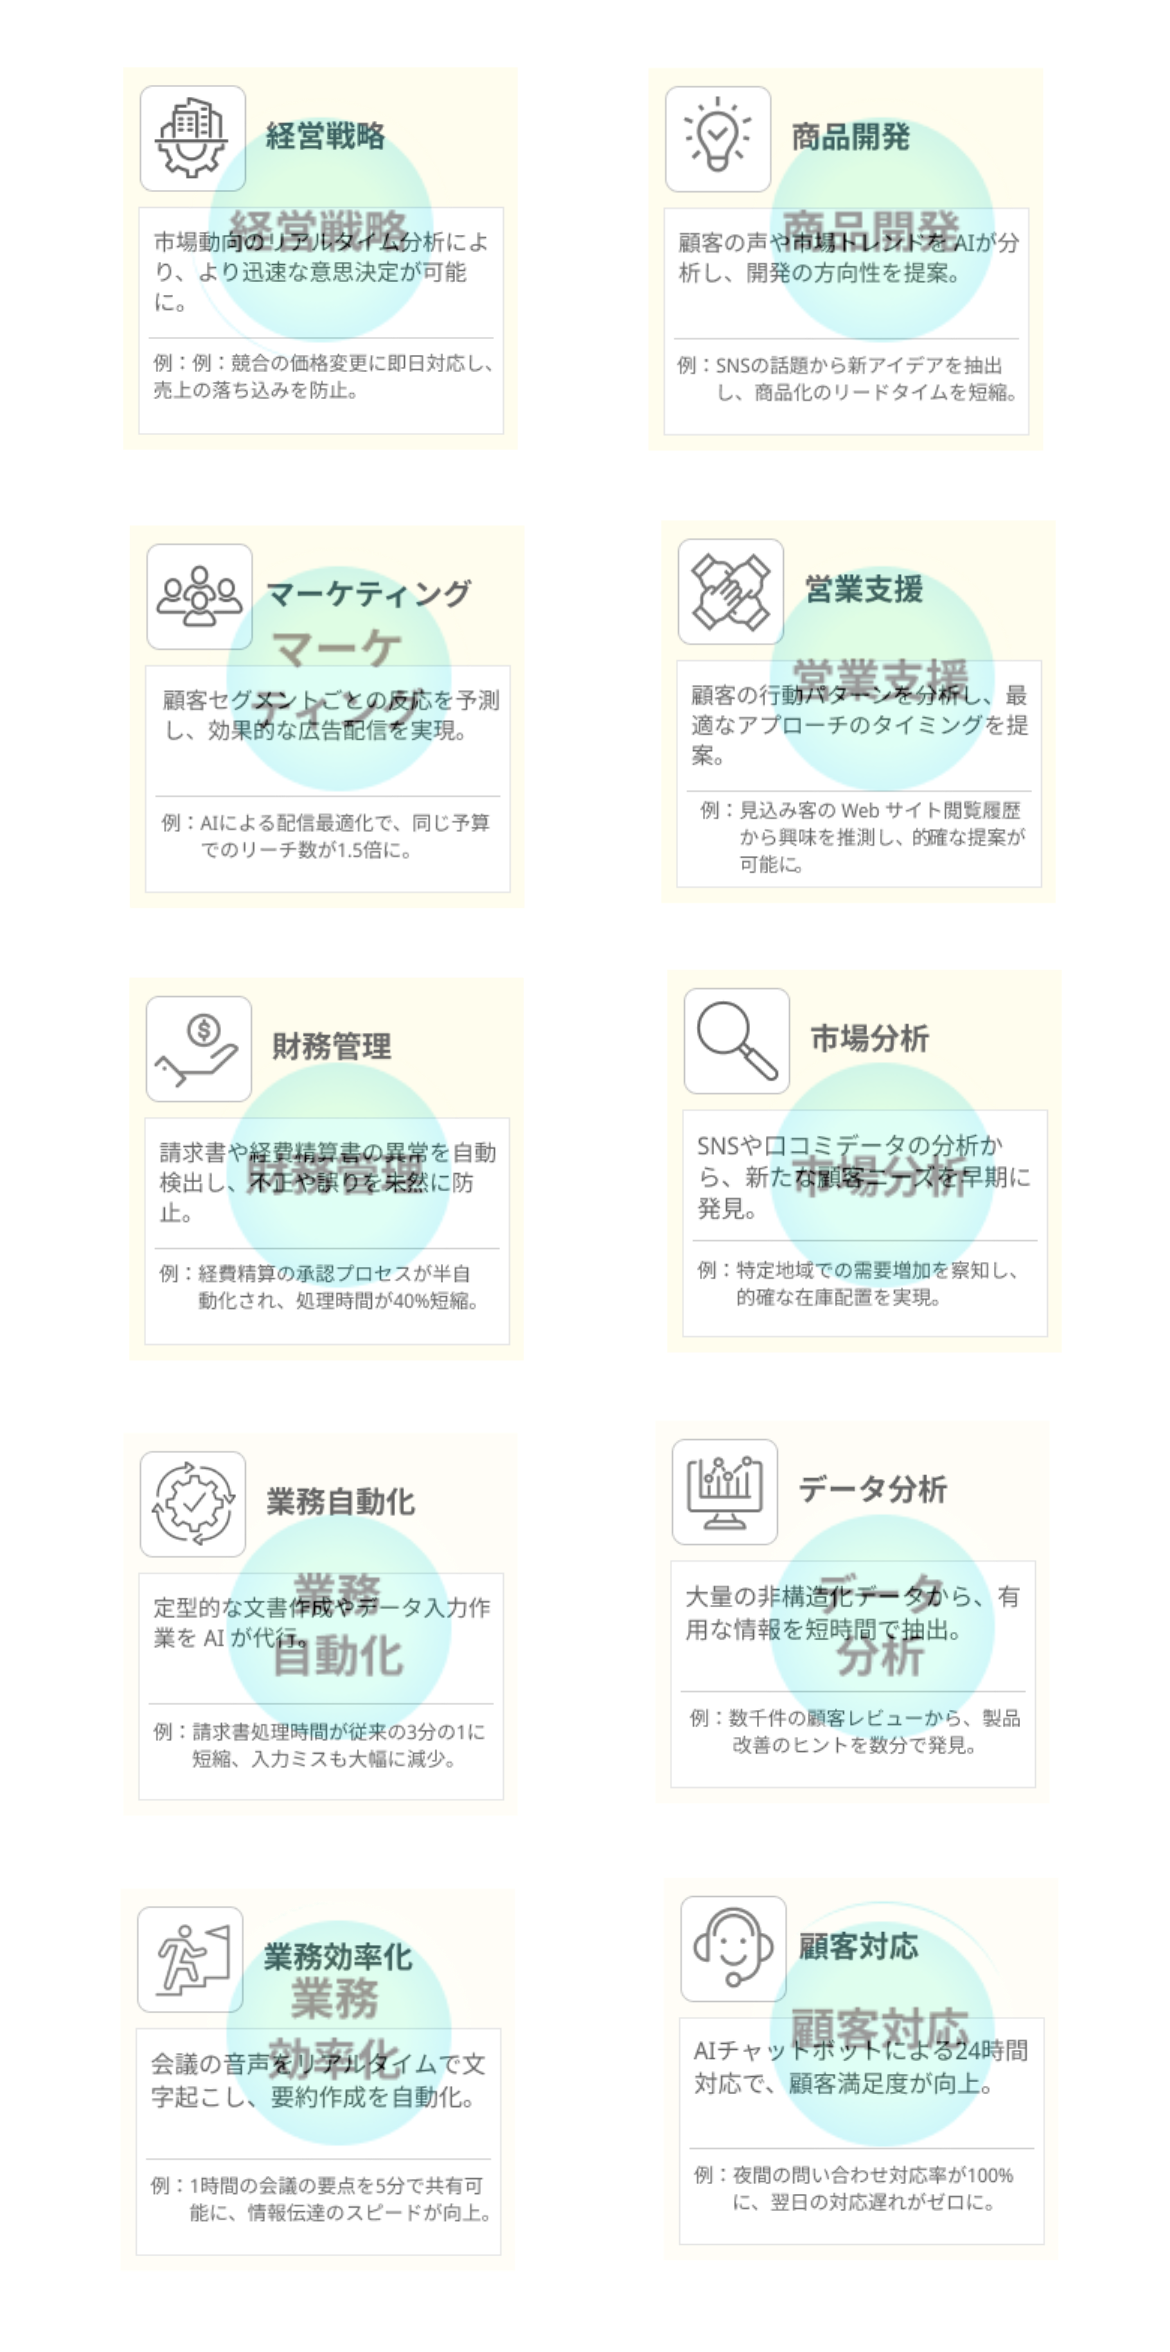 経営戦略
経営戦略
市場動向のリアルタイム分析によ
り、より迅速な意思決定が可能
に。
例：例：競合の価格変更に即日対応し、
売上の落ち込みを防止。
商品開発
商品開発
顧客の声や市場トレンドを AIが分
析し、開発の方向性を提案。
例：SNSの話題から新アイデアを抽出
し、商品化のリードタイムを短縮。
マーケティング
マーケ
ティング
顧客セグメントごとの反応を予測
し、効果的な広告配信を実現。
例：AIによる配信最適化で、同じ予算
でのリーチ数が1.5倍に。
営業支援
営業支援
顧客の行動パターンを分析し、最
適なアプローチのタイミングを提
案。
例：見込み客の Web サイト閲覧履歴
から興味を推測し、的確な提案が
可能に。
財務管理
財務管理
請求書や経費精算書の異常を自動
検出し、不正や誤りを未然に防
止。
例：経費精算の承認プロセスが半自
動化され、処理時間が40%短縮。
市場分析
市場分析
SNSや口コミデータの分析か
ら、新たな顧客ニーズを早期に
発見。
例：特定地域での需要増加を察知し、
的確な在庫配置を実現。
業務自動化
業務
自動化
定型的な文書作成やデータ入力作
業を AI が代行。
例：請求書処理時間が従来の3分の1に
短縮、入力ミスも大幅に減少。
データ分析
データ
分析
大量の非構造化データから、有
用な情報を短時間で抽出。
例：数千件の顧客レビューから、製品
改善のヒントを数分で発見。
業務効率化
業務
効率化
会議の音声をリアルタイムで文
字起こし、要約作成を自動化。
例：1時間の会議の要点を5分で共有可
能に、情報伝達のスピードが向上。
顧客対応
顧客対応
AIチャットボットによる24時間
対応で、顧客満足度が向上。
例：夜間の問い合わせ対応率が100%
に、翌日の対応遅れがゼロに。